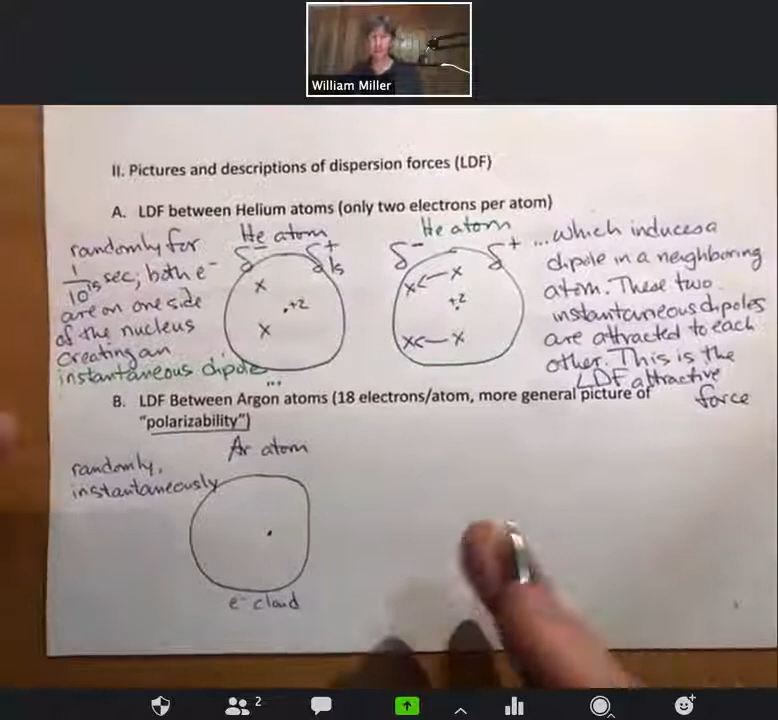 William Miller
II. Pictures and descriptions of dispersion forces (LDF)
A. LDF between Helium atoms (only two electrons per atom)
randomly for
1/10^15 sec, both e-
are on one side
of the nucleus
creating an
instantaneous dipole...
He atom
δ- δ+
1s
x
.+2
x
He atom
δ- δ+
x x
+2
x x
...which induces a
dipole in a neighboring
atom. These two
instantaneous dipoles
are attracted to each
other. This is the
LDF attractive
force
B. LDF Between Argon atoms (18 electrons/atom, more general picture of
"polarizability")
Ar atom
randomly,
instantaneously
e- cloud
2